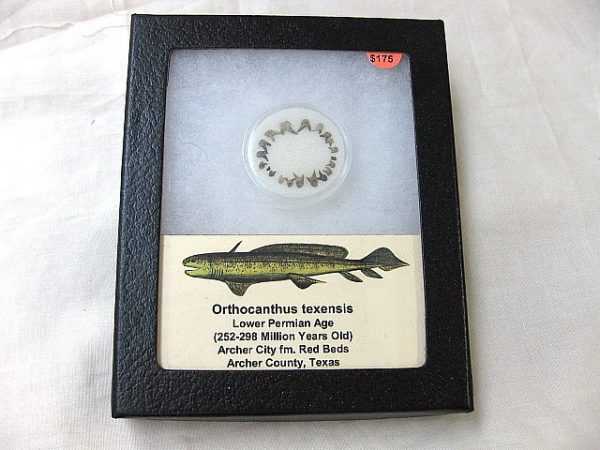 $175
Orthocanthus texensis
Lower Permian Age
(252-298 Million Years Old)
Archer City fm. Red Beds
Archer County, Texas